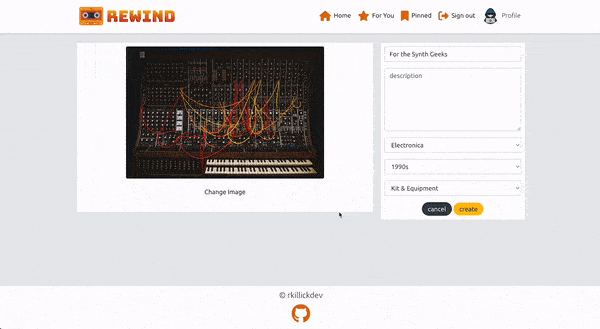 REWIND
Home
For You
Pinned
Sign out
Profile
For the Synth Geeks
description
Electronica
1990s
Kit & Equipment
Change Image
cancel
create
© rkillickdev